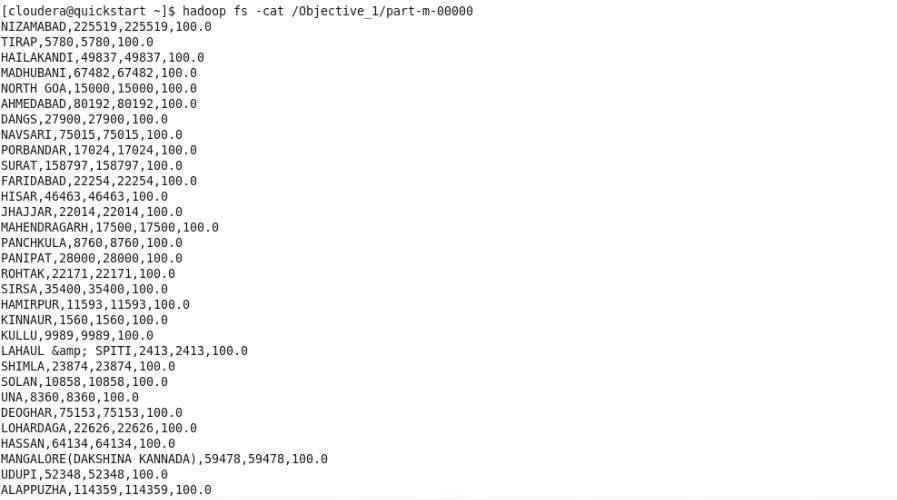 [cloudera@quickstart ~]$ hadoop fs -cat /Objective_1/part-m-00000
NIZAMABAD,225519,225519,100.0
TIRAP,5780,5780,100.0
HAILAKANDI,49837,49837,100.0
MADHUBANI,67482,67482,100.0
NORTH GOA,15000,15000,100.0
AHMEDABAD,80192,80192,100.0
DANGS,27900,27900,100.0
NAVSARI,75015,75015,100.0
PORBANDAR,17024,17024,100.0
SURAT,158797,158797,100.0
FARIDABAD,22254,22254,100.0
HISAR,46463,46463,100.0
JHAJJAR,22014,22014,100.0
MAHENDRAGARH,17500,17500,100.0
PANCHKULA,8760,8760,100.0
PANIPAT,28000,28000,100.0
ROHTAK,22171,22171,100.0
SIRSA,35400,35400,100.0
HAMIRPUR,11593,11593,100.0
KINNAUR,1560,1560,100.0
KULLU,9989,9989,100.0
LAHAUL &amp; SPITI,2413,2413,100.0
SHIMLA,23874,23874,100.0
SOLAN,10858,10858,100.0
UNA,8360,8360,100.0
DEOGHAR,75153,75153,100.0
LOHARDAGA,22626,22626,100.0
HASSAN,64134,64134,100.0
MANGALORE(DAKSHINA KANNADA),59478,59478,100.0
UDUPI,52348,52348,100.0
ALAPPUZHA,114359,114359,100.0